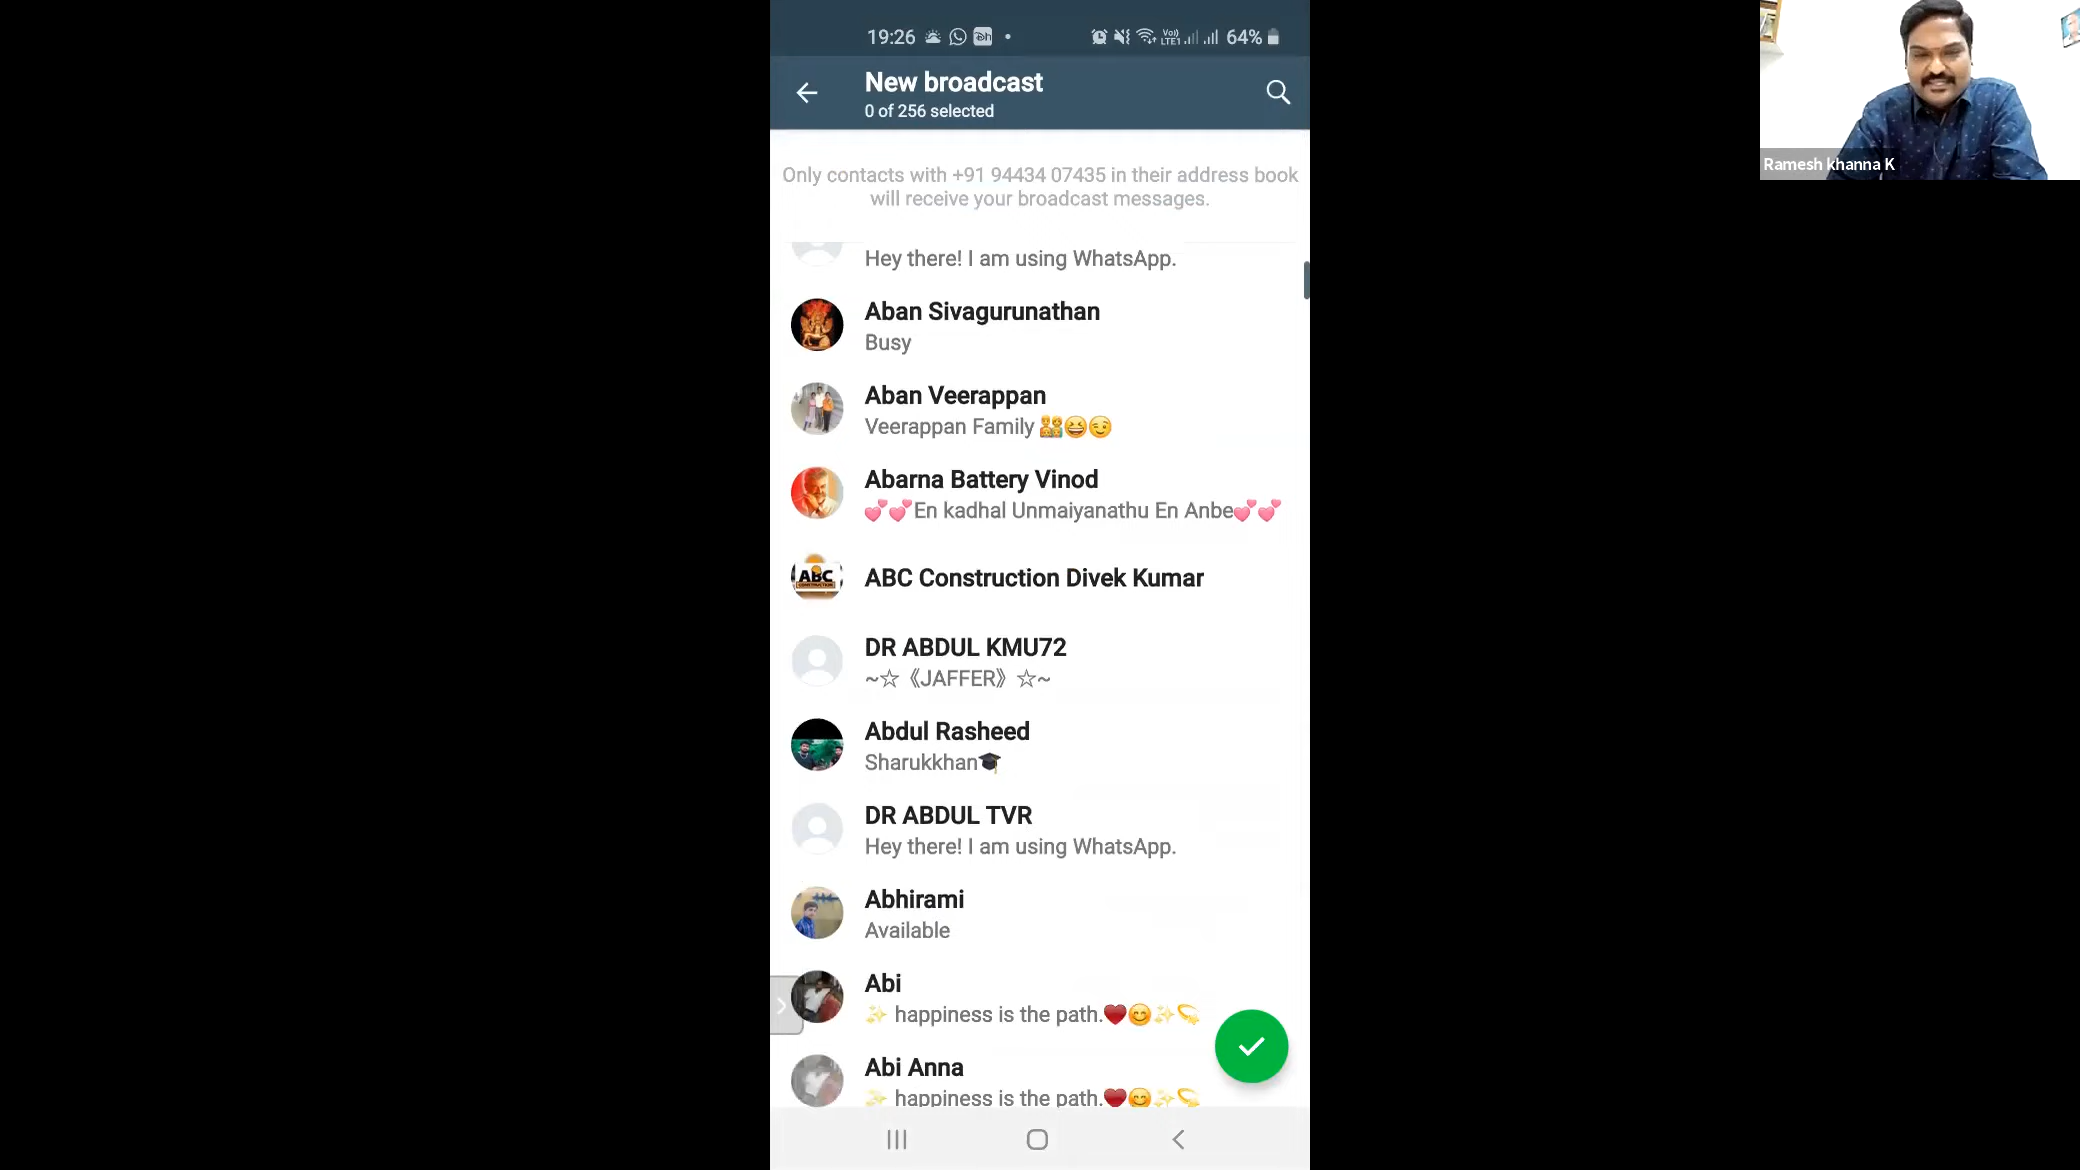 19:26
LTE1
64%
New broadcast
0 of 256 selected
Only contacts with +91 94434 07435 in their address book
will receive your broadcast messages.
Hey there! I am using WhatsApp.
Aban Sivagurunathan
Busy
Aban Veerappan
Veerappan Family 👨‍👩‍👧‍👦😆😉
Abarna Battery Vinod
💕💕En kadhal Unmaiyanathu En Anbe💕💕
ABC
ABC Construction Divek Kumar
DR ABDUL KMU72
~☆《JAFFER》☆~
Abdul Rasheed
Sharukkhan🎓
DR ABDUL TVR
Hey there! I am using WhatsApp.
Abhirami
Available
Abi
✨ happiness is the path.❤️😊✨💫
Abi Anna
✨ happiness is the path.❤️😊✨💫
Ramesh khanna K